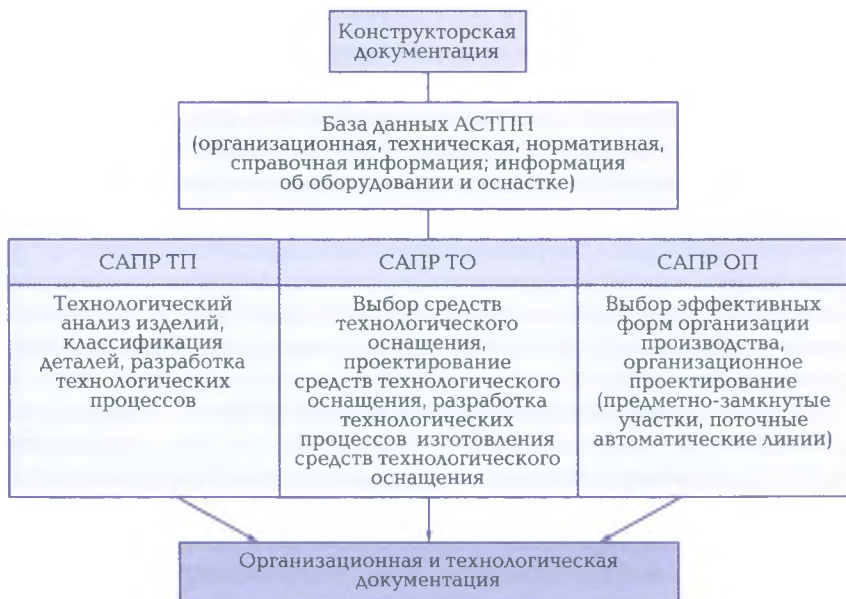 Конструкторская
документация
База данных АСТПП
(организационная, техническая, нормативная,
справочная информация; информация
об оборудовании и оснастке)
САПР ТП
Технологический
анализ изделий,
классификация
деталей, разработка
технологических
процессов
САПР ТО
Выбор средств
технологического
оснащения,
проектирование
средств технологического
оснащения, разработка
технологических
процессов изготовления
средств технологического
оснащения
САПР ОП
Выбор эффективных
форм организации
производства,
организационное
проектирование
(предметно-замкнутые
участки, поточные
автоматические линии)
Организационная и технологическая
документация